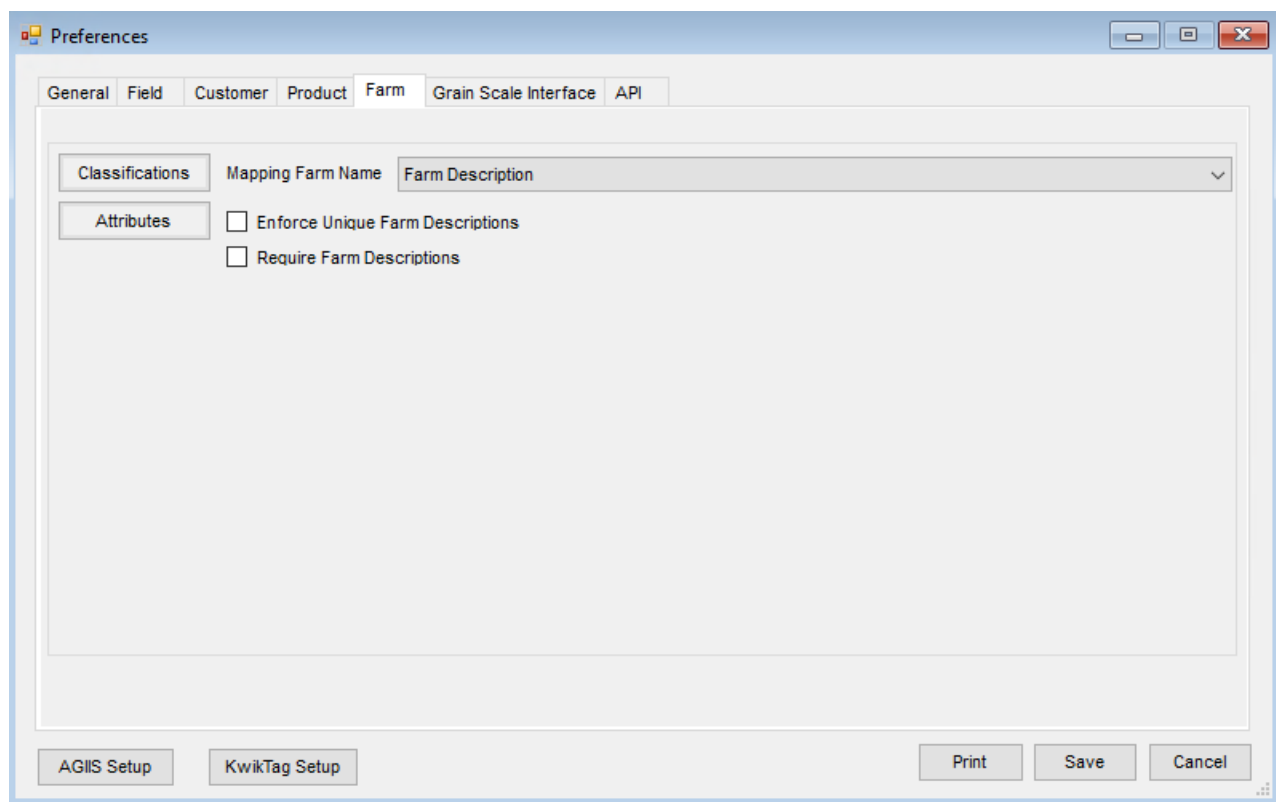 Preferences
General Field Customer Product Farm Grain Scale Interface API
Classifications Mapping Farm Name Farm Description
Attributes Enforce Unique Farm Descriptions
Require Farm Descriptions
AGIIS Setup KwikTag Setup Print Save Cancel